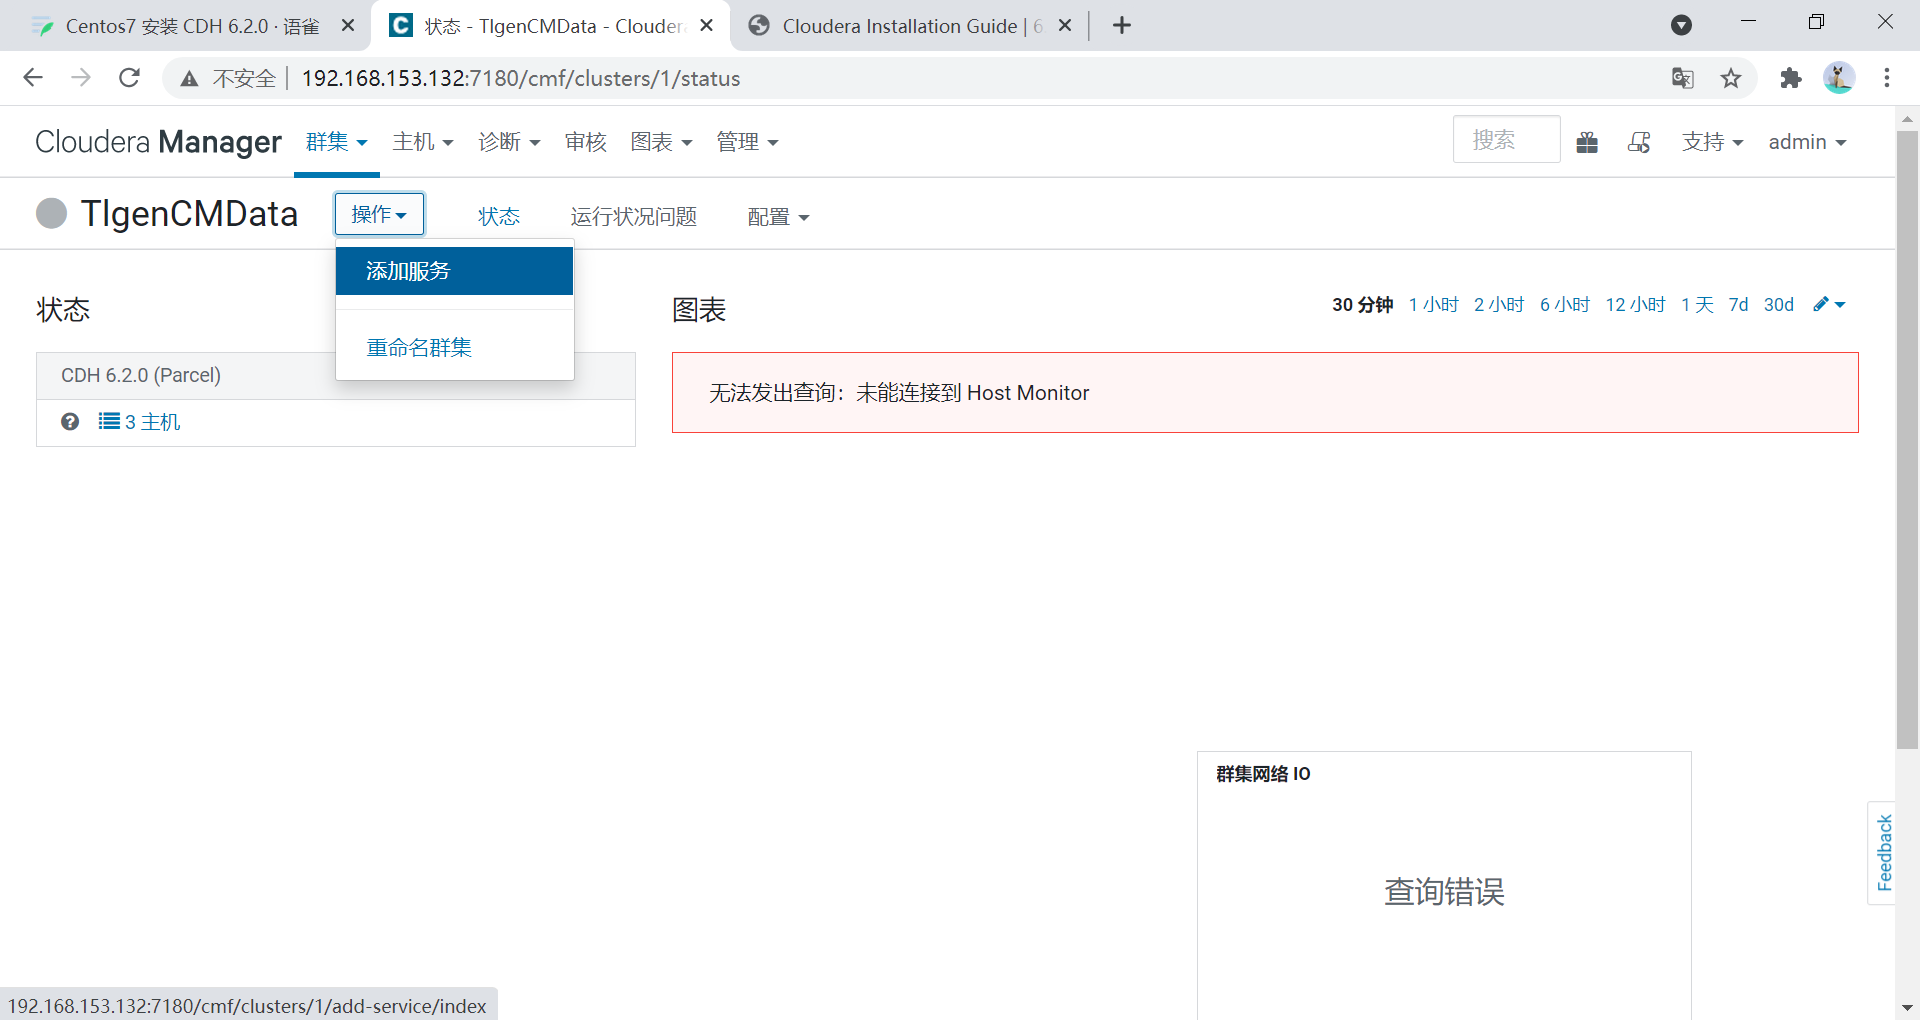 Centos7 安装 CDH 6.2.0 · 语雀
状态 - TlgenCMData - Clouder
Cloudera Installation Guide | 6
不安全 192.168.153.132:7180/cmf/clusters/1/status
Cloudera Manager 群集 主机 诊断 审核 图表 管理 搜索 支持 admin
TlgenCMData 操作 状态 运行状况问题 配置
添加服务
重命名群集
状态
CDH 6.2.0 (Parcel)
3 主机
图表
30 分钟 1 小时 2 小时 6 小时 12 小时 1 天 7d 30d
无法发出查询：未能连接到 Host Monitor
群集网络 IO
查询错误
Feedback
192.168.153.132:7180/cmf/clusters/1/add-service/index